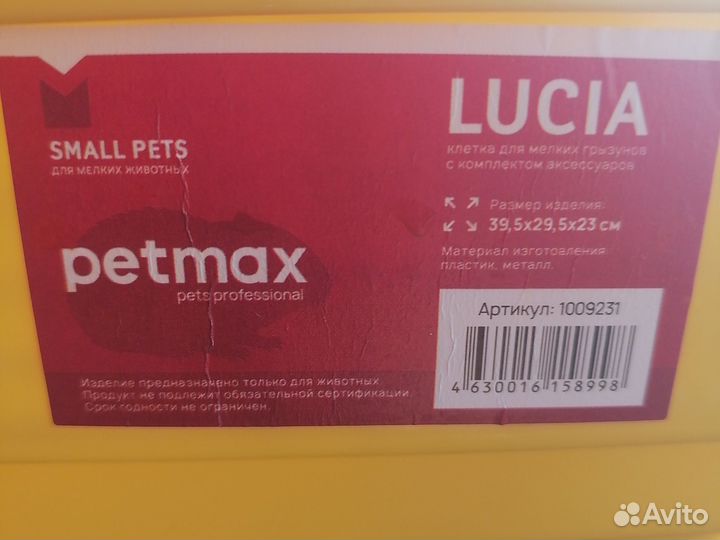 SMALL PETS
ДЛЯ МЕЛКИХ ЖИВОТНЫХ
petmax
pets professional
LUCIA
клетка для мелких грызунов
с комплектом аксессуаров
Размер изделия:
39,5х29,5х23 см
Материал изготовления
пластик, металл.
Артикул: 1009231
4 630016 158998
Изделие предназначено только для животных
Продукт не подлежит обязательной сертификации.
Срок годности не ограничен.
Avito